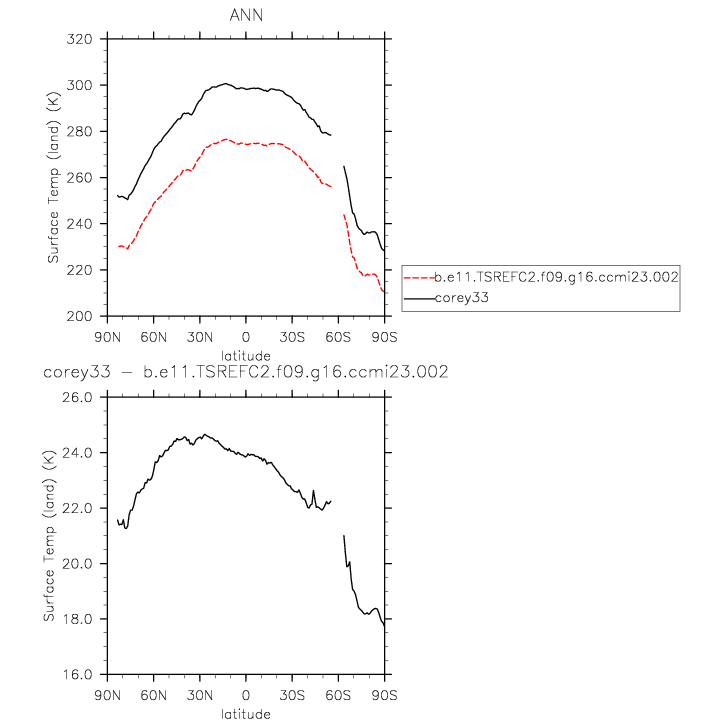 ANN
320
300
280
260
240
220
200
Surface Temp (land) (K)
90N 60N 30N 0 30S 60S 90S
latitude
b.e11.TSREFC2.f09.g16.ccmi23.002
corey33
corey33 - b.e11.TSREFC2.f09.g16.ccmi23.002
26.0
24.0
22.0
20.0
18.0
16.0
Surface Temp (land) (K)
90N 60N 30N 0 30S 60S 90S
latitude